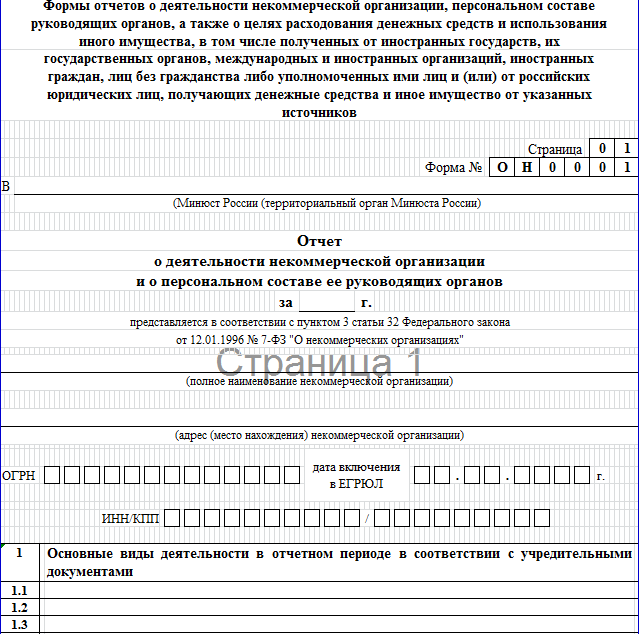 Формы отчетов о деятельности некоммерческой организации, персональном составе
руководящих органов, а также о целях расходования денежных средств и использования
иного имущества, в том числе полученных от иностранных государств, их
государственных органов, международных и иностранных организаций, иностранных
граждан, лиц без гражданства либо уполномоченных ими лиц и (или) от российских
юридических лиц, получающих денежные средства и иное имущество от указанных
источников
Страница 0 1
Форма № О Н 0 0 0 1
В
(Минюст России (территориальный орган Минюста России)
Отчет
о деятельности некоммерческой организации
и о персональном составе ее руководящих органов
за г.
представляется в соответствии с пунктом 3 статьи 32 Федерального закона
от 12.01.1996 № 7-ФЗ "О некоммерческих организациях"
Страница 1
(полное наименование некоммерческой организации)
(адрес (место нахождения) некоммерческой организации)
ОГРН дата включения
в ЕГРЮЛ . . г.
ИНН/КПП /
1 Основные виды деятельности в отчетном периоде в соответствии с учредительными
документами
1.1
1.2
1.3